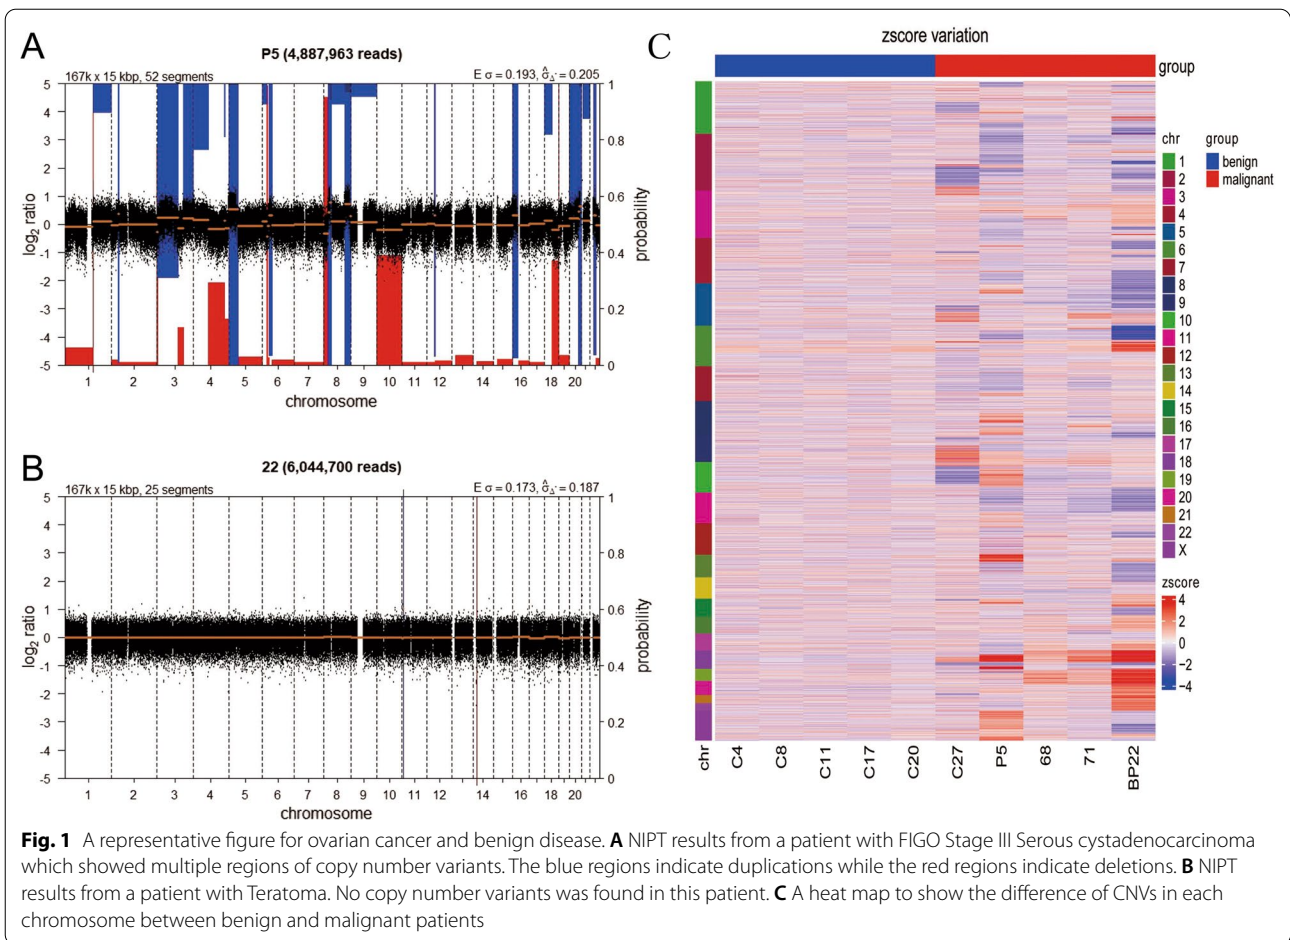 A
P5 (4,887,963 reads)
167k x 15 kbp, 52 segments
E σ = 0.193, σ̂Δ* = 0.205
5
4
3
2
1
0
-1
-2
-3
-4
-5
log2 ratio
1
0.8
0.6
0.4
0.2
0
probability
1 2 3 4 5 6 7 8 9 10 11 12 14 16 18 20
chromosome
B
22 (6,044,700 reads)
167k x 15 kbp, 25 segments
E σ = 0.173, σ̂Δ* = 0.187
5
4
3
2
1
0
-1
-2
-3
-4
-5
log2 ratio
1
0.8
0.6
0.4
0.2
0
probability
1 2 3 4 5 6 7 8 9 10 11 12 14 16 18 20
chromosome
C
zscore variation
group
chr
1
2
3
4
5
6
7
8
9
10
11
12
13
14
15
16
17
18
19
20
21
22
X
group
benign
malignant
zscore
4
2
0
−2
−4
chr C4 C8 C11 C17 C20 C27 P5 68 71 BP22
Fig. 1 A representative figure for ovarian cancer and benign disease. A NIPT results from a patient with FIGO Stage III Serous cystadenocarcinoma
which showed multiple regions of copy number variants. The blue regions indicate duplications while the red regions indicate deletions. B NIPT
results from a patient with Teratoma. No copy number variants was found in this patient. C A heat map to show the difference of CNVs in each
chromosome between benign and malignant patients